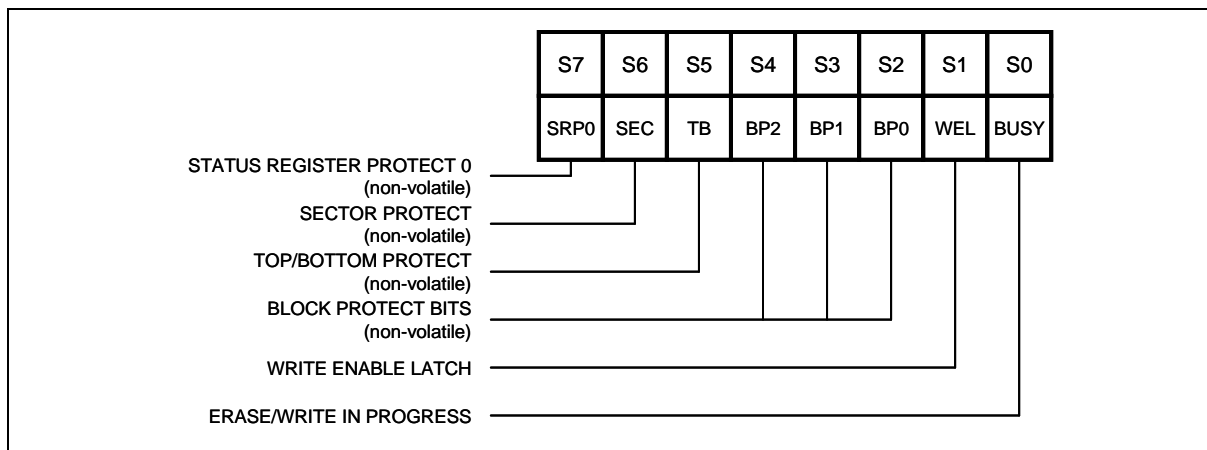 S7 S6 S5 S4 S3 S2 S1 S0
SRP0 SEC TB BP2 BP1 BP0 WEL BUSY
STATUS REGISTER PROTECT 0
(non-volatile)
SECTOR PROTECT
(non-volatile)
TOP/BOTTOM PROTECT
(non-volatile)
BLOCK PROTECT BITS
(non-volatile)
WRITE ENABLE LATCH
ERASE/WRITE IN PROGRESS